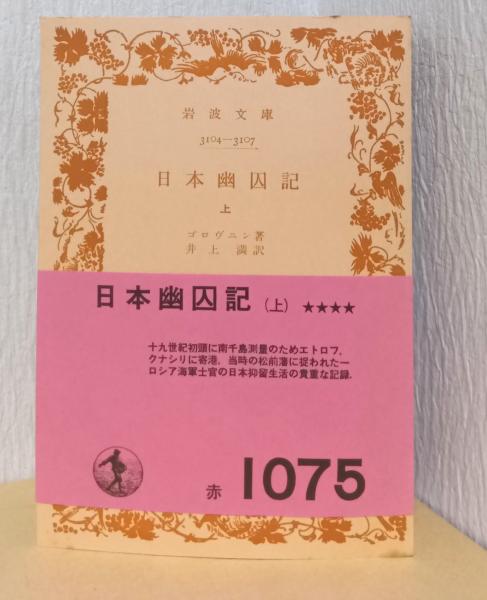 岩波文庫
3104—3107
日本幽囚記
上
ゴロヴニン著
井上満訳
日本幽囚記(上) ★★★★
十九世紀初頭に南千島測量のためエトロフ,
クナシリに寄港, 当時の松前藩に捉われた一
ロシア海軍士官の日本抑留生活の貴重な記録.
赤 1075